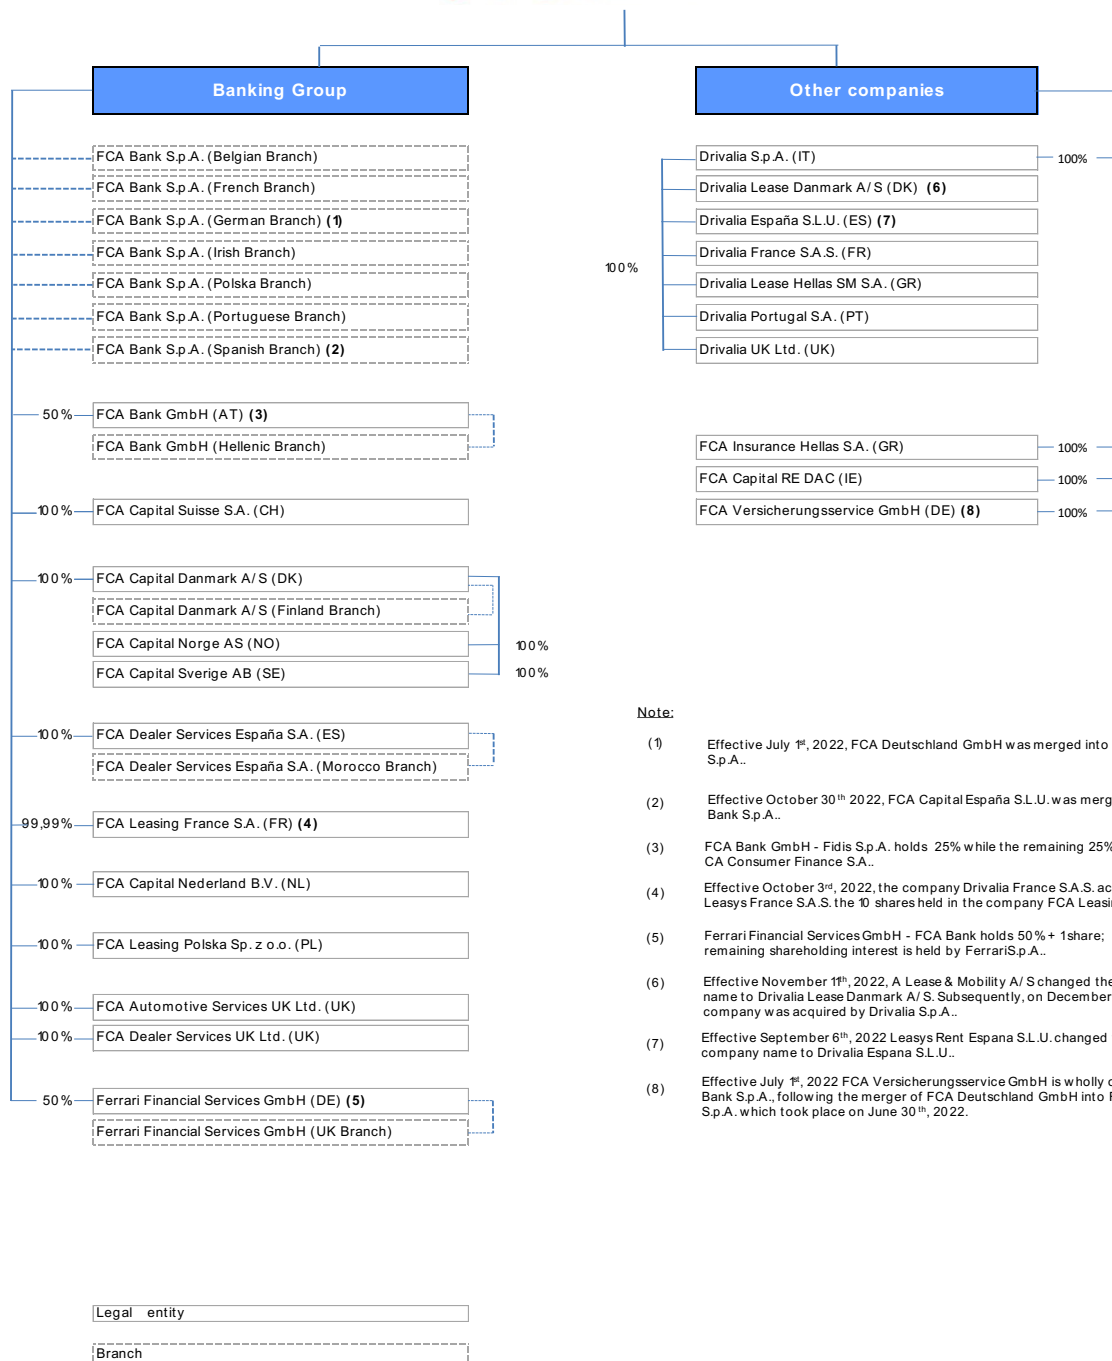 Banking Group
Other companies
FCA Bank S.p.A. (Belgian Branch)
FCA Bank S.p.A. (French Branch)
FCA Bank S.p.A. (German Branch) (1)
FCA Bank S.p.A. (Irish Branch)
FCA Bank S.p.A. (Polska Branch)
FCA Bank S.p.A. (Portuguese Branch)
FCA Bank S.p.A. (Spanish Branch) (2)
50% FCA Bank GmbH (AT) (3)
FCA Bank GmbH (Hellenic Branch)
100% FCA Capital Suisse S.A. (CH)
100% FCA Capital Danmark A/S (DK)
FCA Capital Danmark A/S (Finland Branch)
FCA Capital Norge AS (NO) 100%
FCA Capital Sverige AB (SE) 100%
100% FCA Dealer Services España S.A. (ES)
FCA Dealer Services España S.A. (Morocco Branch)
99,99% FCA Leasing France S.A. (FR) (4)
100% FCA Capital Nederland B.V. (NL)
100% FCA Leasing Polska Sp. z o.o. (PL)
100% FCA Automotive Services UK Ltd. (UK)
100% FCA Dealer Services UK Ltd. (UK)
50% Ferrari Financial Services GmbH (DE) (5)
Ferrari Financial Services GmbH (UK Branch)
Legal entity
Branch
Drivalia S.p.A. (IT) 100%
Drivalia Lease Danmark A/S (DK) (6)
Drivalia España S.L.U. (ES) (7)
Drivalia France S.A.S. (FR)
100%
Drivalia Lease Hellas SM S.A. (GR)
Drivalia Portugal S.A. (PT)
Drivalia UK Ltd. (UK)
FCA Insurance Hellas S.A. (GR) 100%
FCA Capital RE DAC (IE) 100%
FCA Versicherungsservice GmbH (DE) (8) 100%
Note:
(1) Effective July 1st, 2022, FCA Deutschland GmbH was merged into
S.p.A..
(2) Effective October 30th 2022, FCA Capital España S.L.U. was merg
Bank S.p.A..
(3) FCA Bank GmbH - Fidis S.p.A. holds 25% while the remaining 25%
CA Consumer Finance S.A..
(4) Effective October 3rd, 2022, the company Drivalia France S.A.S. ac
Leasys France S.A.S. the 10 shares held in the company FCA Leasi
(5) Ferrari Financial Services GmbH - FCA Bank holds 50% + 1share;
remaining shareholding interest is held by FerrariS.p.A..
(6) Effective November 11th, 2022, A Lease & Mobility A/S changed the
name to Drivalia Lease Danmark A/S. Subsequently, on December
company was acquired by Drivalia S.p.A..
(7) Effective September 6th, 2022 Leasys Rent Espana S.L.U. changed
company name to Drivalia Espana S.L.U..
(8) Effective July 1st, 2022 FCA Versicherungsservice GmbH is wholly o
Bank S.p.A., following the merger of FCA Deutschland GmbH into F
S.p.A. which took place on June 30th, 2022.